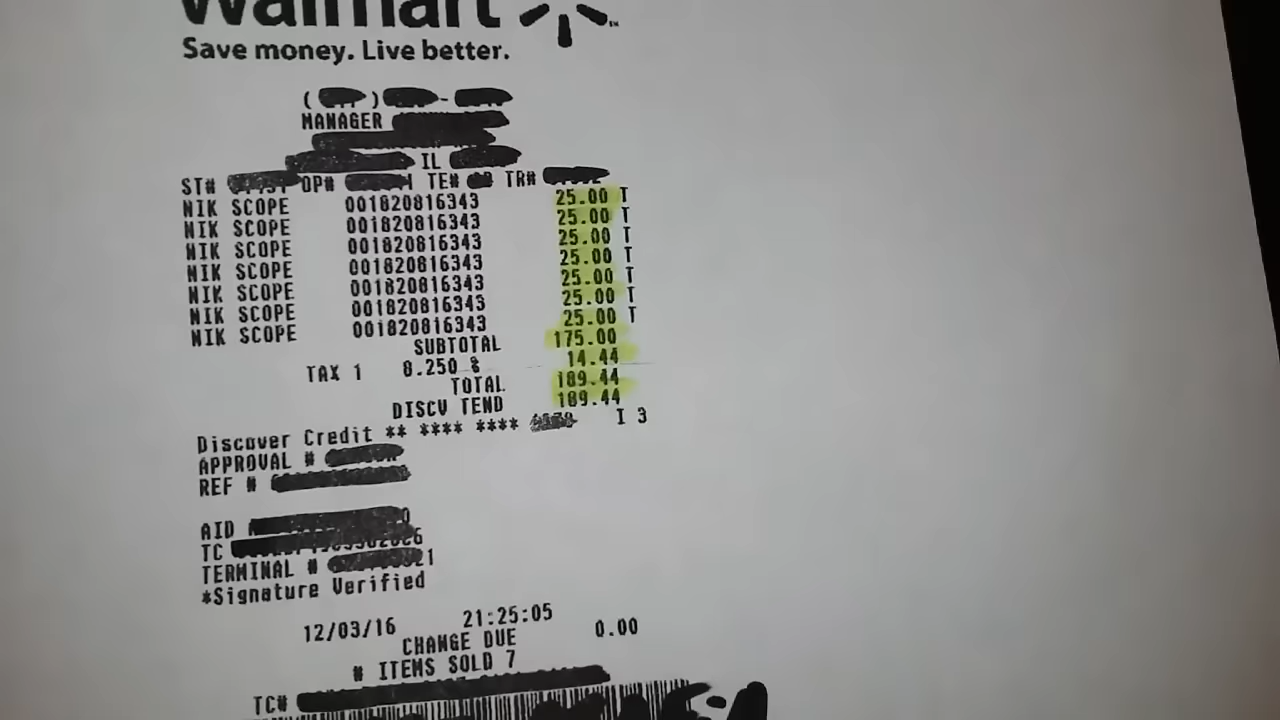 Walmart
Save money. Live better.
( ) -
MANAGER
IL
ST# OP# TE# TR#
NIK SCOPE 001820816343 25.00 T
NIK SCOPE 001820816343 25.00 T
NIK SCOPE 001820816343 25.00 T
NIK SCOPE 001820816343 25.00 T
NIK SCOPE 001820816343 25.00 T
NIK SCOPE 001820816343 25.00 T
NIK SCOPE 001820816343 25.00 T
SUBTOTAL 175.00
TAX 1 8.250 % 14.44
TOTAL 189.44
DISCV TEND 189.44
Discover Credit ** **** **** I 3
APPROVAL #
REF #
AID
TC
TERMINAL #
*Signature Verified
12/03/16 21:25:05
CHANGE DUE 0.00
# ITEMS SOLD 7
TC#